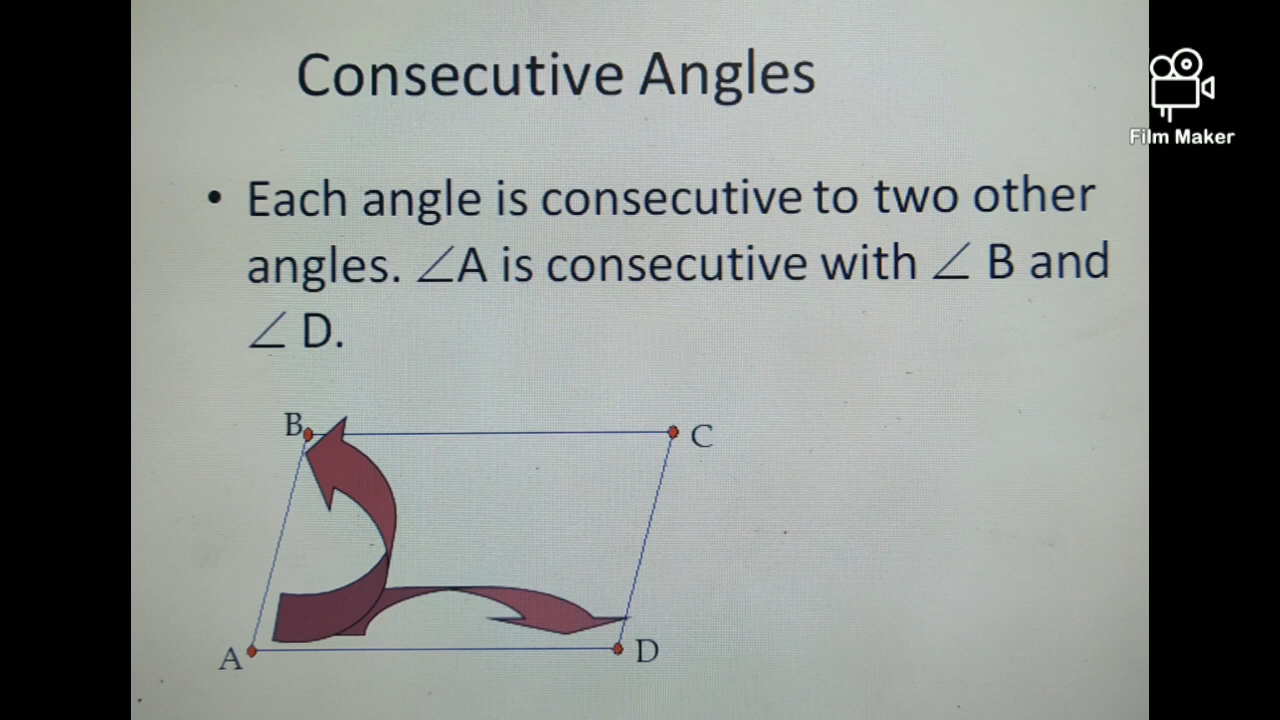 Consecutive Angles
Film Maker
• Each angle is consecutive to two other
angles. ∠A is consecutive with ∠ B and
∠ D.
B
C
A
D